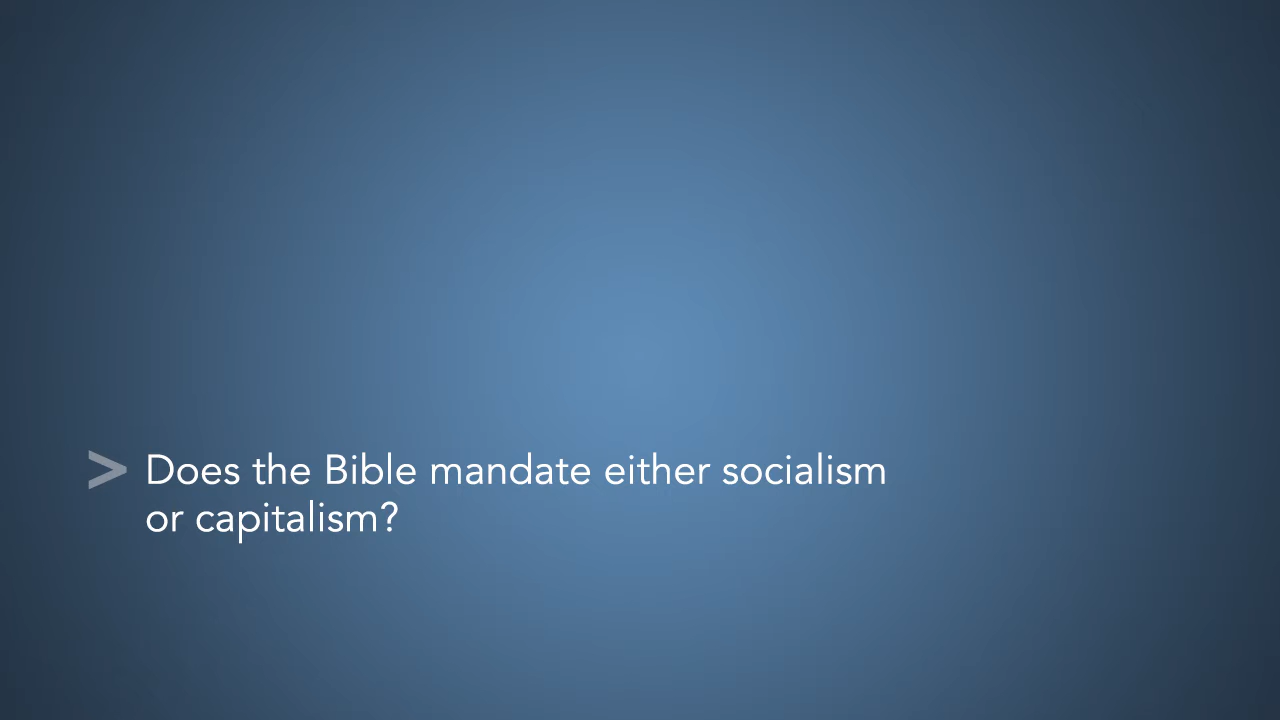 > Does the Bible mandate either socialism
or capitalism?